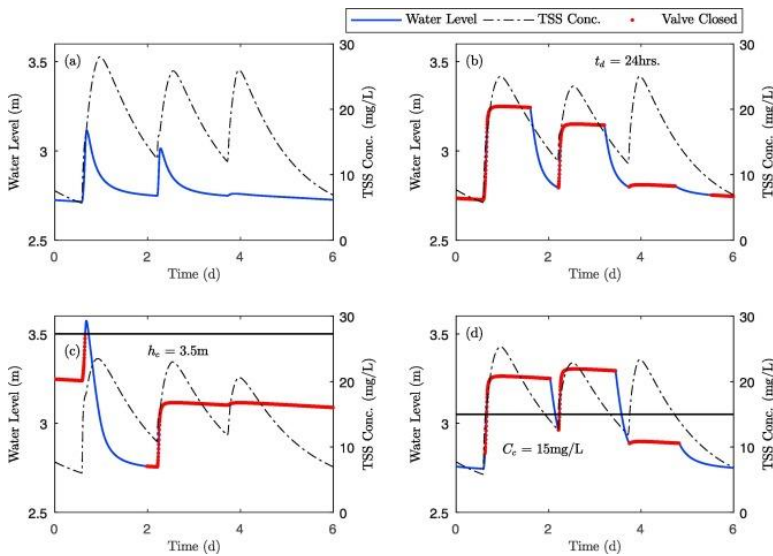 Water Level TSS Conc. Valve Closed
(a)
3.5
3
2.5
Water Level (m)
30
20
10
0
TSS Conc. (mg/L)
0 2 4 6
Time (d)
(b)
t_d = 24hrs.
3.5
3
2.5
Water Level (m)
30
20
10
0
TSS Conc. (mg/L)
0 2 4 6
Time (d)
(c)
h_c = 3.5m
3.5
3
2.5
Water Level (m)
30
20
10
0
TSS Conc. (mg/L)
0 2 4 6
Time (d)
(d)
C_c = 15mg/L
3.5
3
2.5
Water Level (m)
30
20
10
0
TSS Conc. (mg/L)
0 2 4 6
Time (d)